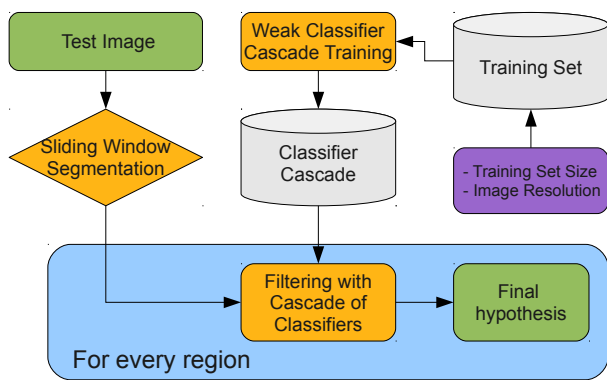 Test Image
Weak Classifier
Cascade Training
Training Set
Sliding Window
Segmentation
Classifier
Cascade
- Training Set Size
- Image Resolution
Filtering with
Cascade of
Classifiers
Final
hypothesis
For every region